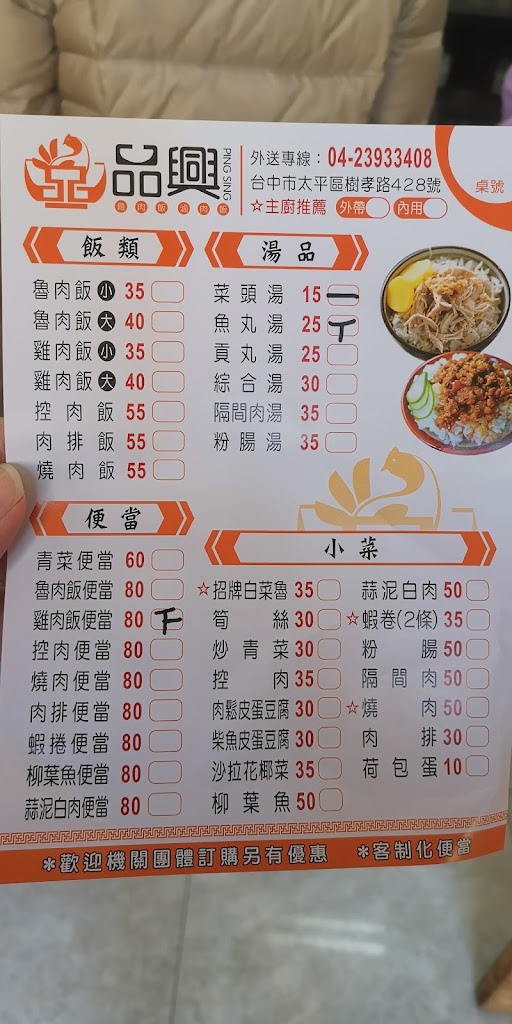 品興
PING SING
雞肉飯 滷肉飯
外送專線：04-23933408
台中市太平區樹孝路428號
☆主廚推薦 外帶 內用
桌號
飯類
魯肉飯 小 35
魯肉飯 大 40
雞肉飯 小 35
雞肉飯 大 40
控肉飯 55
肉排飯 55
燒肉飯 55
湯品
菜頭湯 15 一
魚丸湯 25 丅
貢丸湯 25
綜合湯 30
隔間肉湯 35
粉腸湯 35
便當
青菜便當 60
魯肉飯便當 80
雞肉飯便當 80
控肉便當 80
燒肉便當 80
肉排便當 80
蝦捲便當 80
柳葉魚便當 80
蒜泥白肉便當 80
小菜
☆招牌白菜魯 35
筍絲 30
炒青菜 30
控肉 35
肉鬆皮蛋豆腐 30
柴魚皮蛋豆腐 30
沙拉花椰菜 35
柳葉魚 50
蒜泥白肉 50
☆蝦卷(2條) 35
粉腸 50
隔間肉 50
☆燒肉 50
肉排 30
荷包蛋 10
＊歡迎機關團體訂購另有優惠 ＊客制化便當